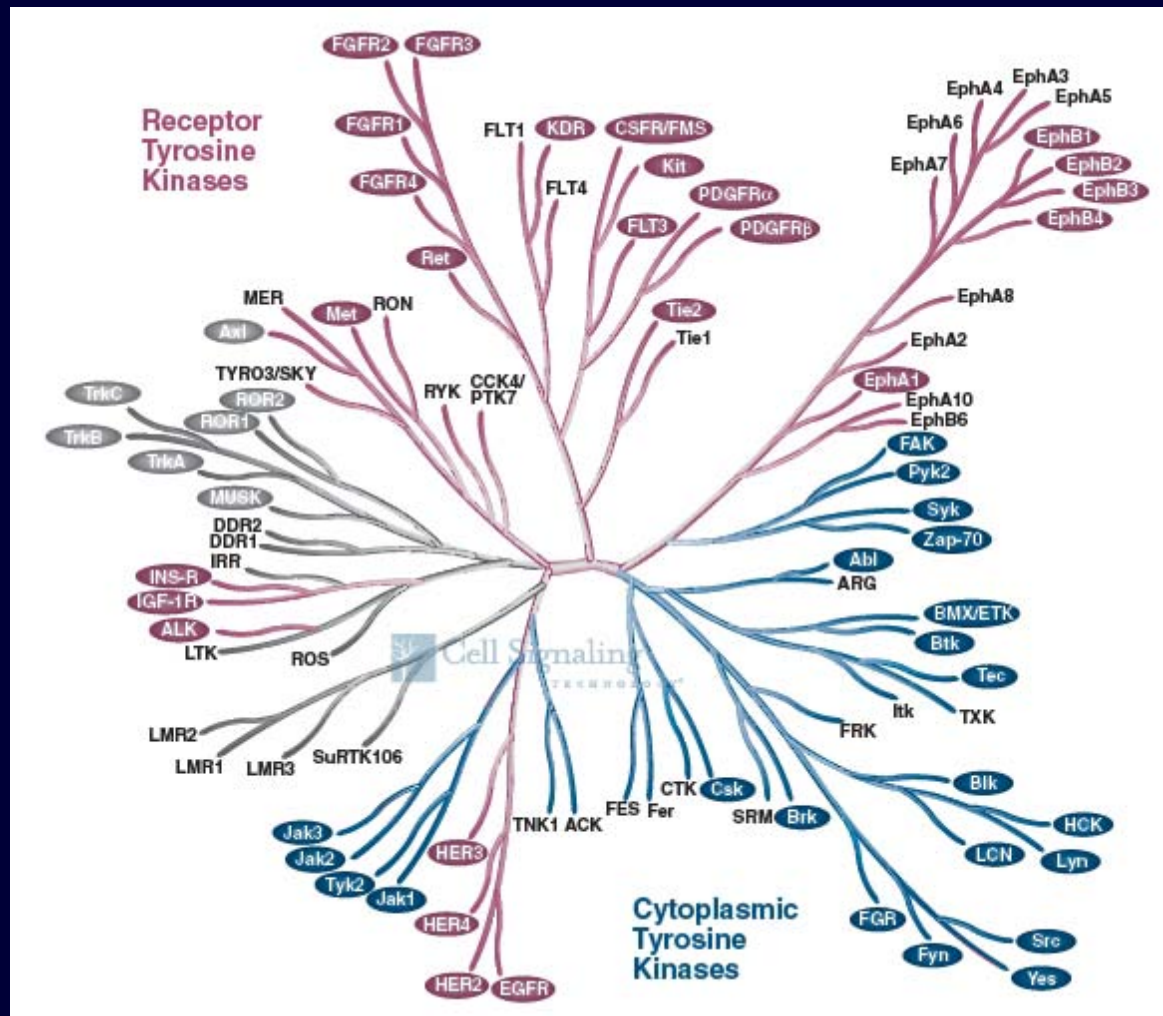 FGFR2
FGFR3
Receptor
Tyrosine
Kinases
FGFR1
FGFR4
Ret
FLT1
KDR
CSFR/FMS
FLT4
Kit
FLT3
PDGFRα
PDGFRβ
Tie2
Tie1
EphA3
EphA4
EphA5
EphA6
EphA7
EphB1
EphB2
EphB3
EphB4
EphA8
EphA2
EphA1
EphA10
EphB6
MER
Met
RON
Axl
TYRO3/SKY
RYK
CCK4/
PTK7
TrkC
ROR2
ROR1
TrkB
TrkA
MUSK
DDR2
DDR1
IRR
INS-R
IGF-1R
ALK
LTK
ROS
LMR2
LMR1
LMR3
SuRTK106
FAK
Pyk2
Syk
Zap-70
Abl
ARG
BMX/ETK
Btk
Tec
Itk
TXK
FRK
Cell Signaling
TECHNOLOGY®
Jak3
Jak2
Tyk2
Jak1
HER3
HER4
HER2
EGFR
TNK1
ACK
FES
Fer
CTK
Csk
SRM
Brk
Blk
HCK
LCN
Lyn
FGR
Fyn
Src
Yes
Cytoplasmic
Tyrosine
Kinases